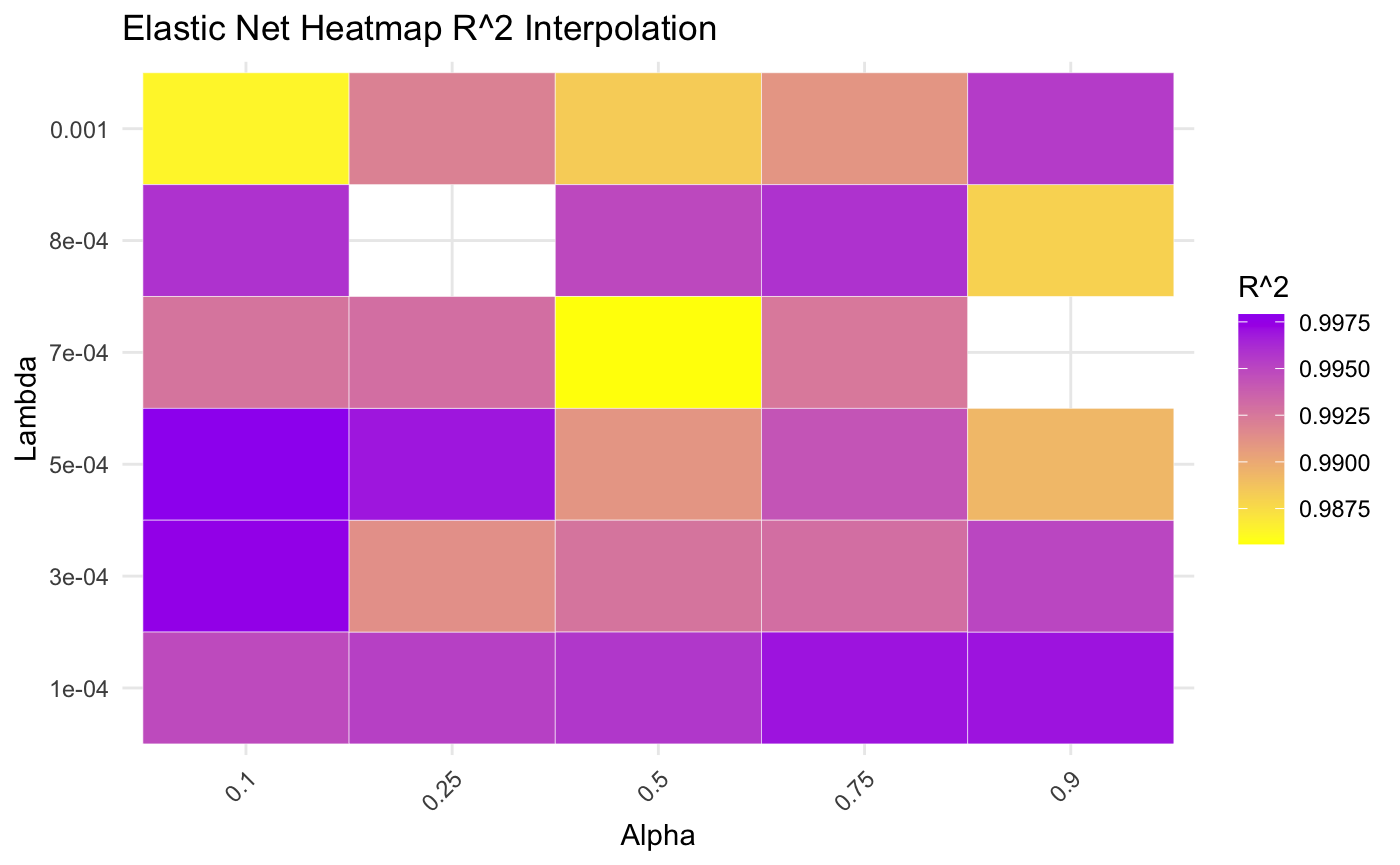 Elastic Net Heatmap R^2 Interpolation
0.001
8e-04
7e-04
5e-04
3e-04
1e-04
Lambda
0.1
0.25
0.5
0.75
0.9
Alpha
R^2
0.9975
0.9950
0.9925
0.9900
0.9875